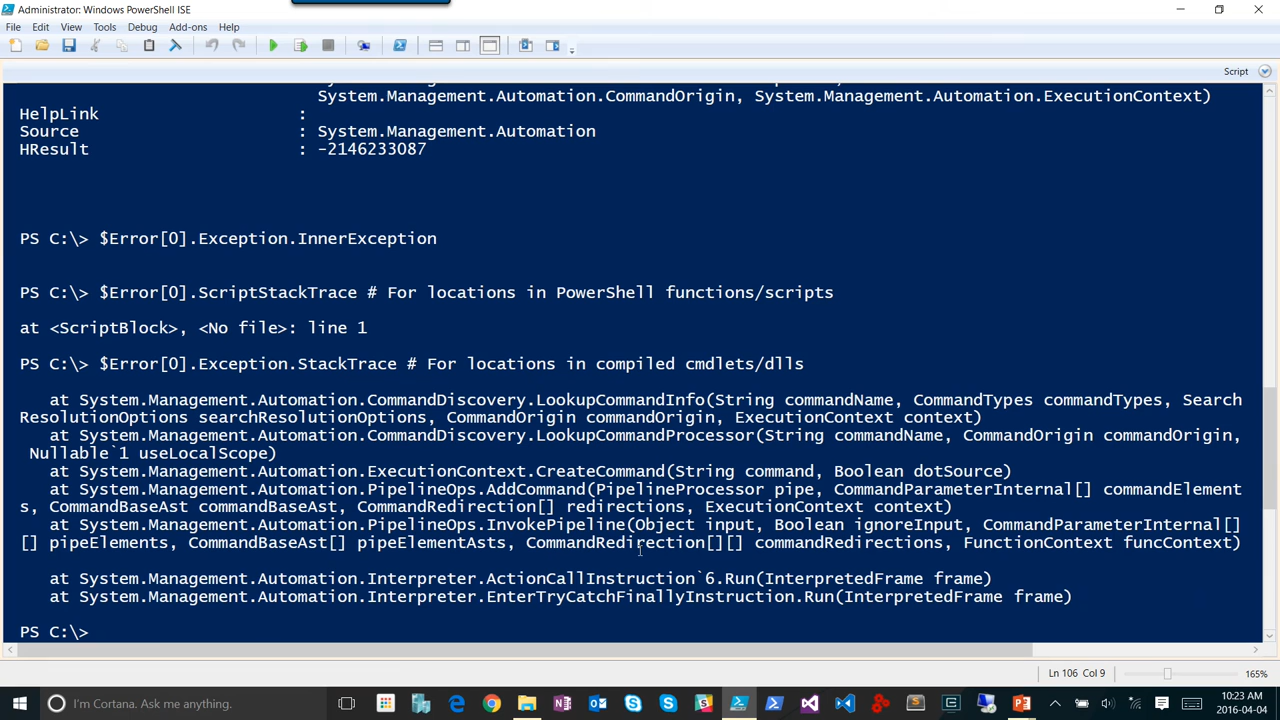 Administrator: Windows PowerShell ISE
File Edit View Tools Debug Add-ons Help
Script
System.Management.Automation.CommandOrigin, System.Management.Automation.ExecutionContext)
HelpLink :
Source : System.Management.Automation
HResult : -2146233087
PS C:\> $Error[0].Exception.InnerException
PS C:\> $Error[0].ScriptStackTrace # For locations in PowerShell functions/scripts
at <ScriptBlock>, <No file>: line 1
PS C:\> $Error[0].Exception.StackTrace # For locations in compiled cmdlets/dlls
at System.Management.Automation.CommandDiscovery.LookupCommandInfo(String commandName, CommandTypes commandTypes, Search
ResolutionOptions searchResolutionOptions, CommandOrigin commandOrigin, ExecutionContext context)
at System.Management.Automation.CommandDiscovery.LookupCommandProcessor(String commandName, CommandOrigin commandOrigin,
Nullable`1 useLocalScope)
at System.Management.Automation.ExecutionContext.CreateCommand(String command, Boolean dotSource)
at System.Management.Automation.PipelineOps.AddCommand(PipelineProcessor pipe, CommandParameterInternal[] commandElement
s, CommandBaseAst commandBaseAst, CommandRedirection[] redirections, ExecutionContext context)
at System.Management.Automation.PipelineOps.InvokePipeline(Object input, Boolean ignoreInput, CommandParameterInternal[]
[] pipeElements, CommandBaseAst[] pipeElementAsts, CommandRedirection[][] commandRedirections, FunctionContext funcContext)
at System.Management.Automation.Interpreter.ActionCallInstruction`6.Run(InterpretedFrame frame)
at System.Management.Automation.Interpreter.EnterTryCatchFinallyInstruction.Run(InterpretedFrame frame)
PS C:\>
Ln 106 Col 9
165%
I'm Cortana. Ask me anything.
10:23 AM
2016-04-04